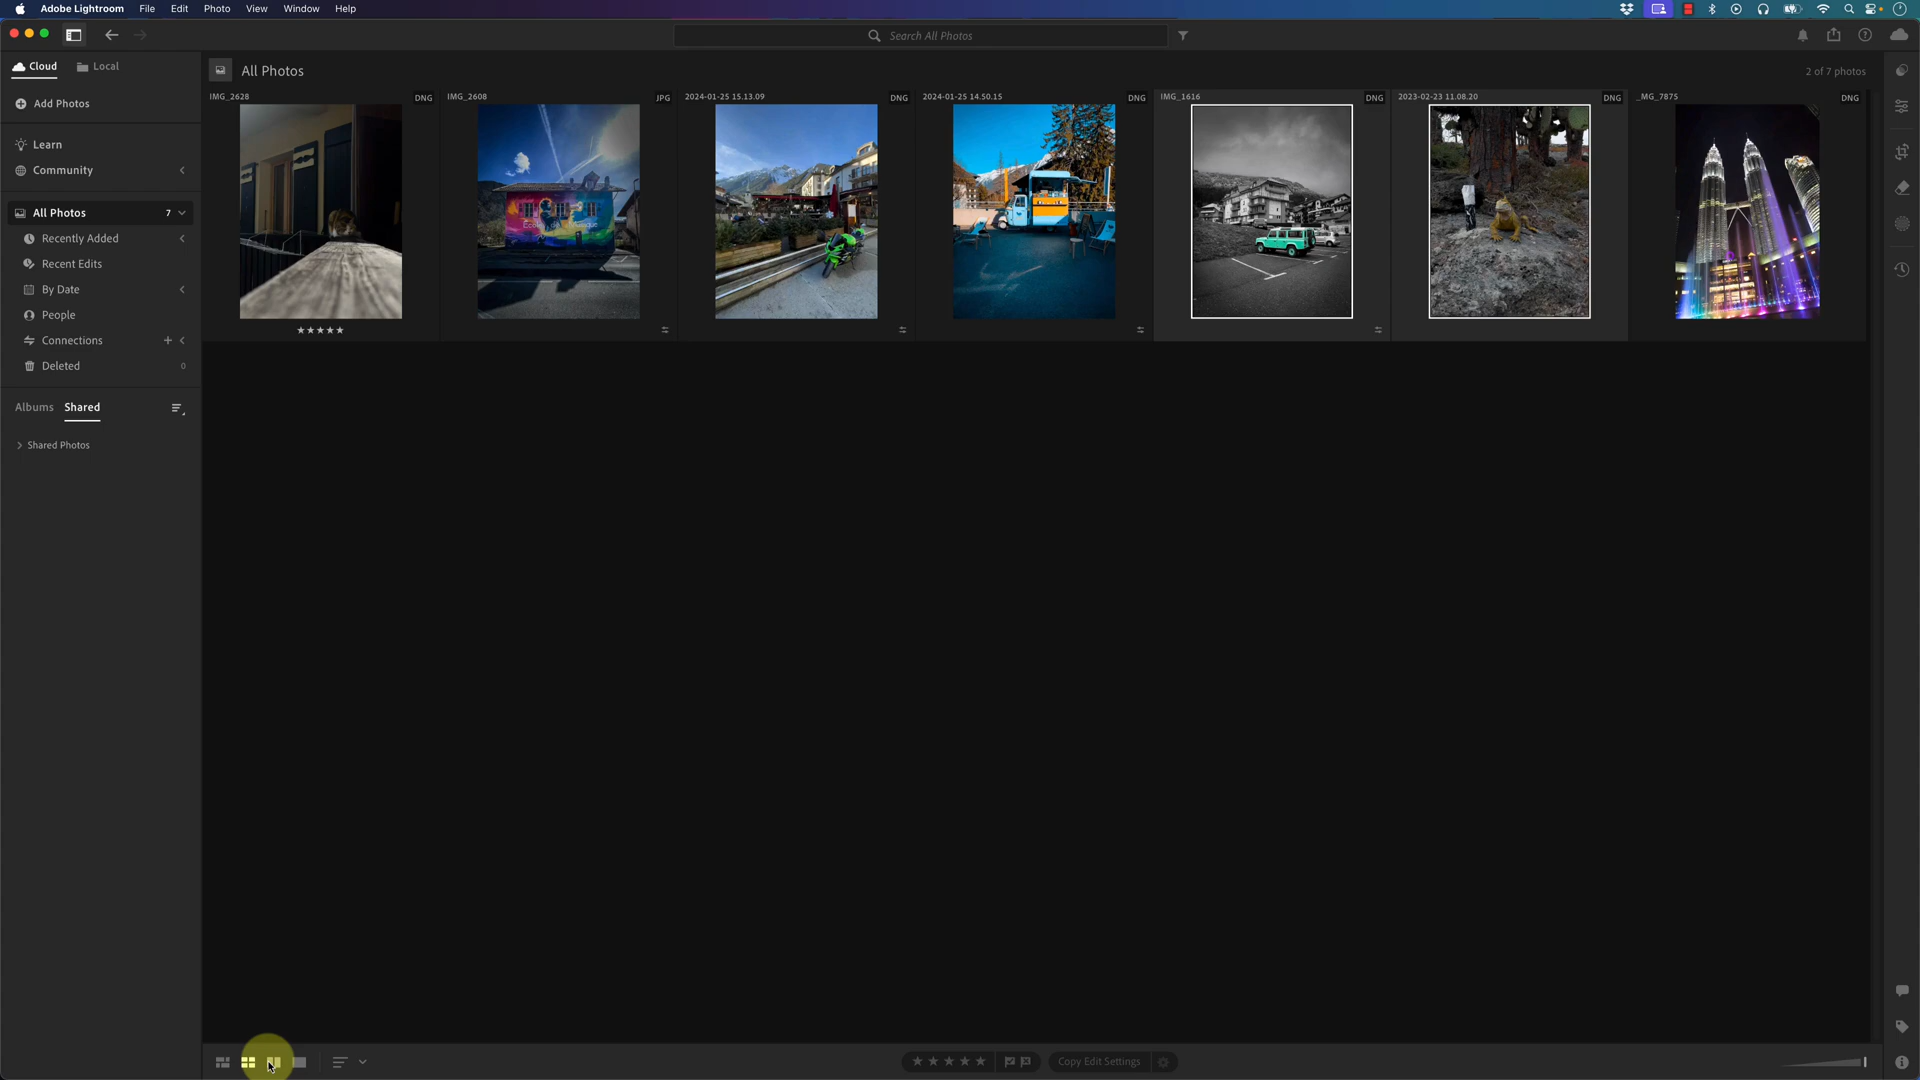 Adobe Lightroom File Edit Photo View Window Help
Search All Photos
Cloud Local
All Photos
2 of 7 photos
Add Photos
Learn
Community
All Photos 7
Recently Added
Recent Edits
By Date
People
Connections
Deleted 0
Albums Shared
Shared Photos
IMG_2628 DNG
IMG_2608 JPG
2024-01-25 15.13.09 DNG
2024-01-25 14.50.15 DNG
IMG_1616 DNG
2023-02-23 11.08.20 DNG
_MG_7875 DNG
Copy Edit Settings